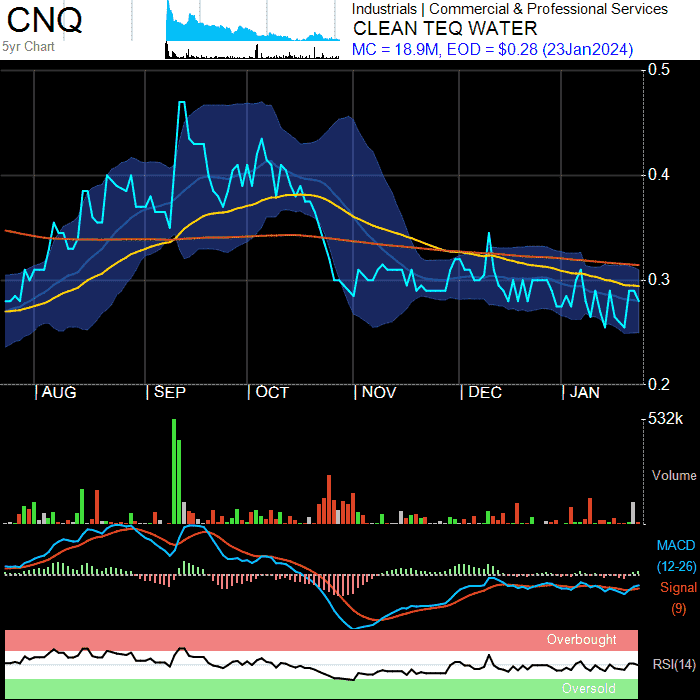 CNQ
5yr Chart
Industrials | Commercial & Professional Services
CLEAN TEQ WATER
MC = 18.9M, EOD = $0.28 (23Jan2024)
0.5
0.4
0.3
0.2
| AUG | SEP | OCT | NOV | DEC | JAN
532k
Volume
MACD
(12-26)
Signal
(9)
Overbought
RSI(14)
Oversold